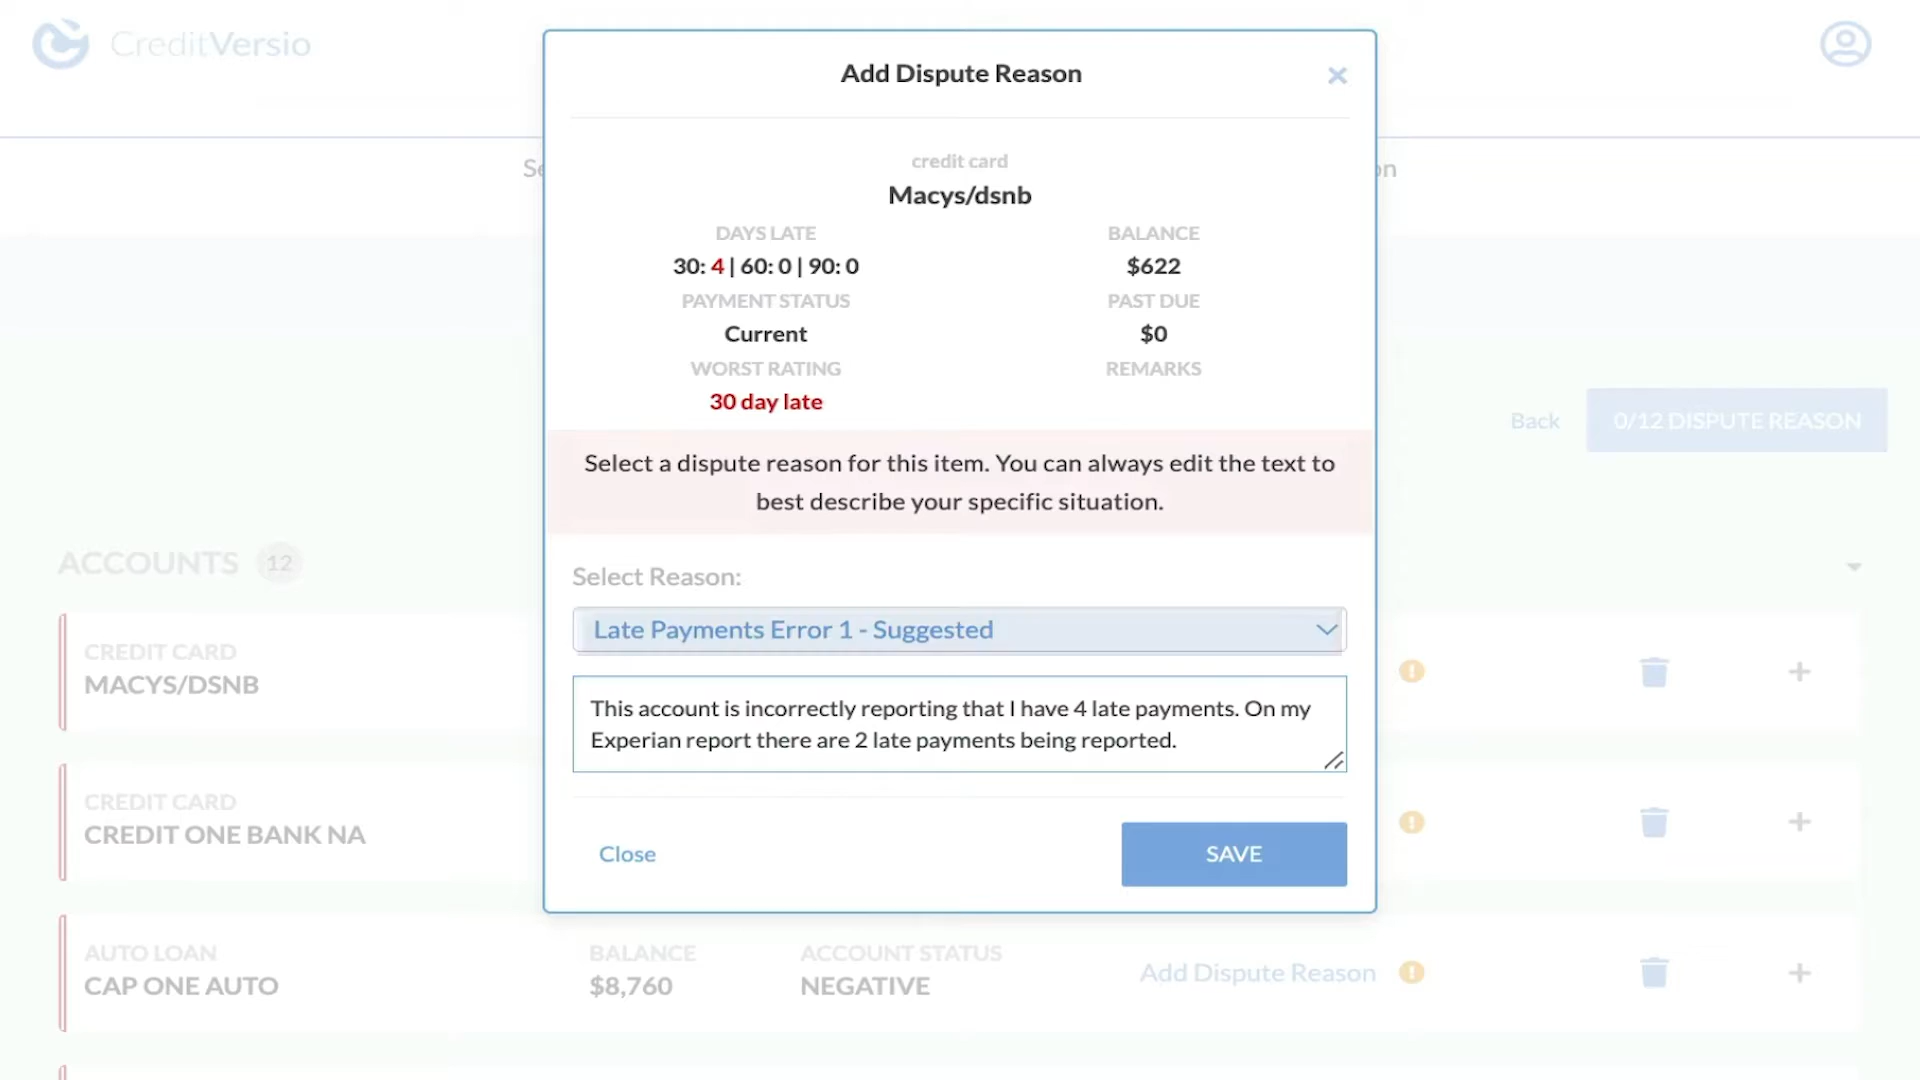 CreditVersio
Add Dispute Reason
credit card
Macys/dsnb
DAYS LATE
30: 4 | 60: 0 | 90: 0
BALANCE
$622
PAYMENT STATUS
Current
PAST DUE
$0
WORST RATING
30 day late
REMARKS
Select a dispute reason for this item. You can always edit the text to
best describe your specific situation.
Select Reason:
Late Payments Error 1 - Suggested
This account is incorrectly reporting that I have 4 late payments. On my
Experian report there are 2 late payments being reported.
Close
SAVE
Back
0/12 DISPUTE REASON
ACCOUNTS 12
CREDIT CARD
MACYS/DSNB
CREDIT CARD
CREDIT ONE BANK NA
AUTO LOAN
CAP ONE AUTO
BALANCE
$8,760
ACCOUNT STATUS
NEGATIVE
Add Dispute Reason